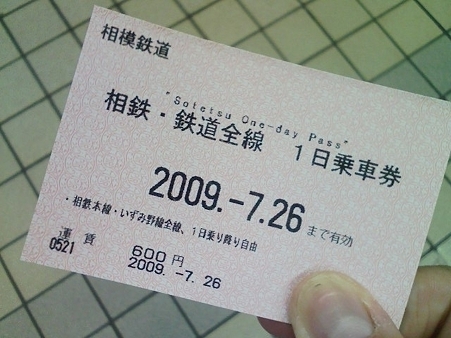 相模鉄道
"Sotetsu One-day Pass"
相鉄・鉄道全線 1日乗車券
2009.-7.26 まで有効
・相鉄本線・いずみ野線全線、1日乗り降り自由
運賃 600円
0521 2009. -7. 26